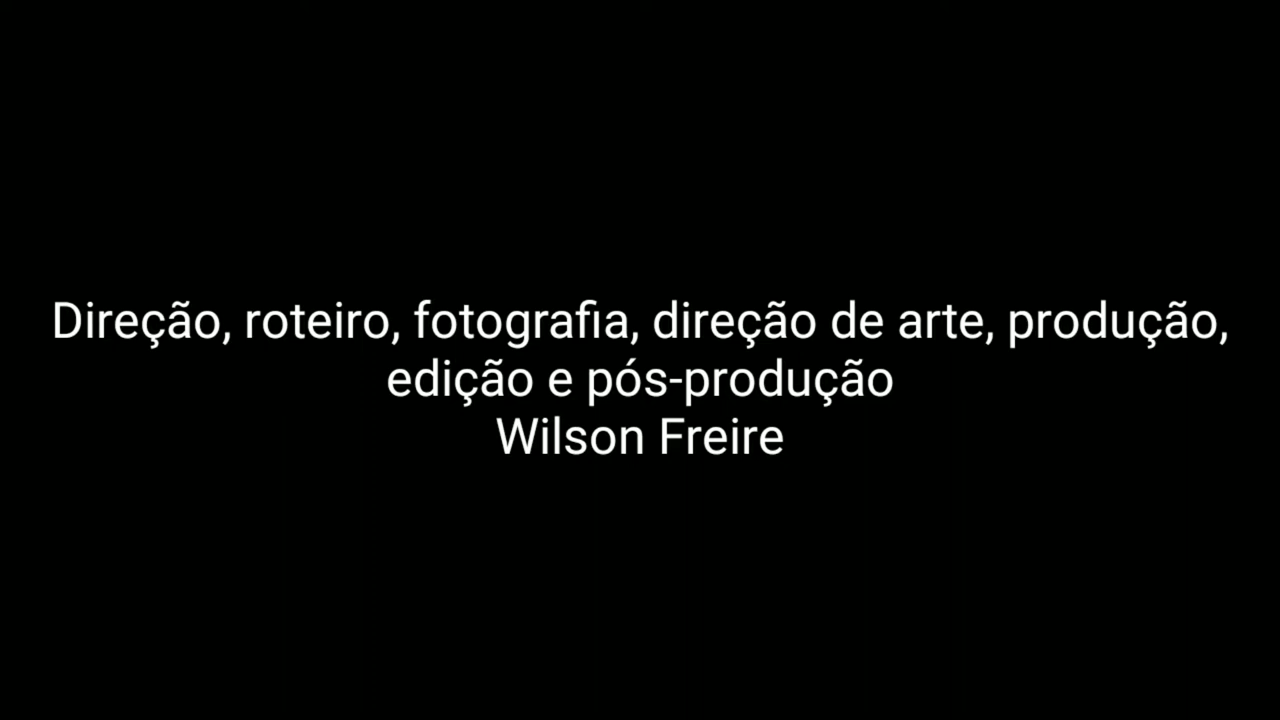 Direção, roteiro, fotografia, direção de arte, produção,
edição e pós-produção
Wilson Freire